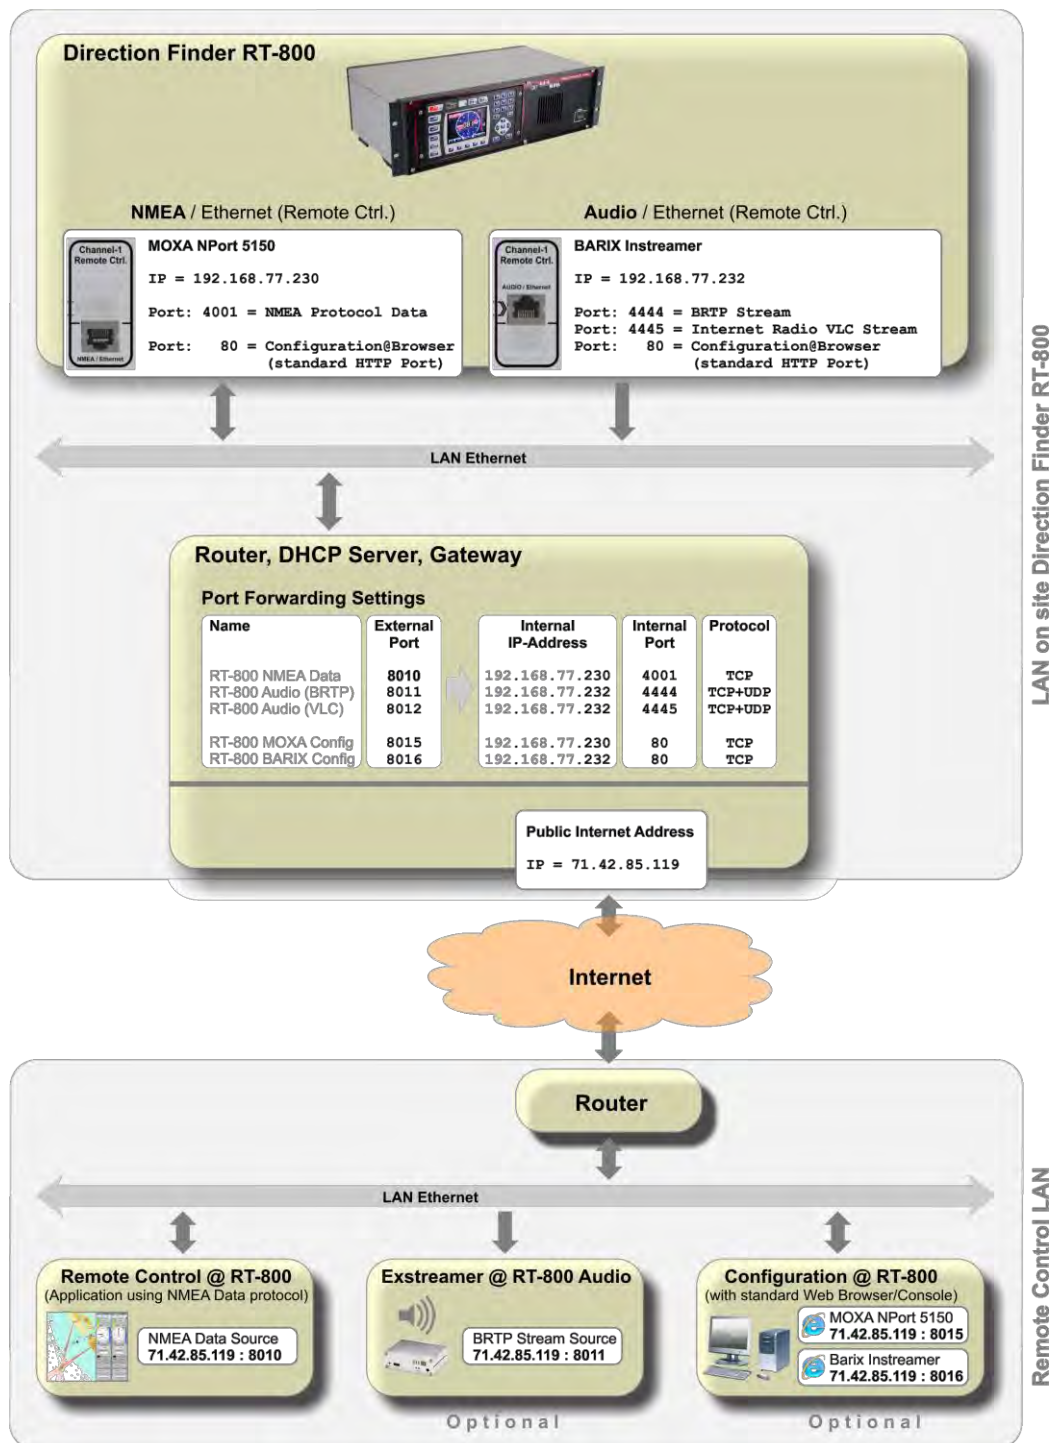 Direction Finder RT-800
NMEA / Ethernet (Remote Ctrl.)
Channel-1
Remote Ctrl.
NMEA / Ethernet
MOXA NPort 5150
IP = 192.168.77.230
Port: 4001 = NMEA Protocol Data
Port: 80 = Configuration@Browser
(standard HTTP Port)
Audio / Ethernet (Remote Ctrl.)
Channel-1
Remote Ctrl.
AUDIO / Ethernet
BARIX Instreamer
IP = 192.168.77.232
Port: 4444 = BRTP Stream
Port: 4445 = Internet Radio VLC Stream
Port: 80 = Configuration@Browser
(standard HTTP Port)
LAN Ethernet
LAN on site Direction Finder RT-800
Router, DHCP Server, Gateway
Port Forwarding Settings
Name External Internal Internal Protocol
Port IP-Address Port
RT-800 NMEA Data 8010 192.168.77.230 4001 TCP
RT-800 Audio (BRTP) 8011 192.168.77.232 4444 TCP+UDP
RT-800 Audio (VLC) 8012 192.168.77.232 4445 TCP+UDP
RT-800 MOXA Config 8015 192.168.77.230 80 TCP
RT-800 BARIX Config 8016 192.168.77.232 80 TCP
Public Internet Address
IP = 71.42.85.119
Internet
Router
LAN Ethernet
Remote Control LAN
Remote Control @ RT-800
(Application using NMEA Data protocol)
NMEA Data Source
71.42.85.119 : 8010
Exstreamer @ RT-800 Audio
BRTP Stream Source
71.42.85.119 : 8011
Optional
Configuration @ RT-800
(with standard Web Browser/Console)
MOXA NPort 5150
71.42.85.119 : 8015
Barix Instreamer
71.42.85.119 : 8016
Optional